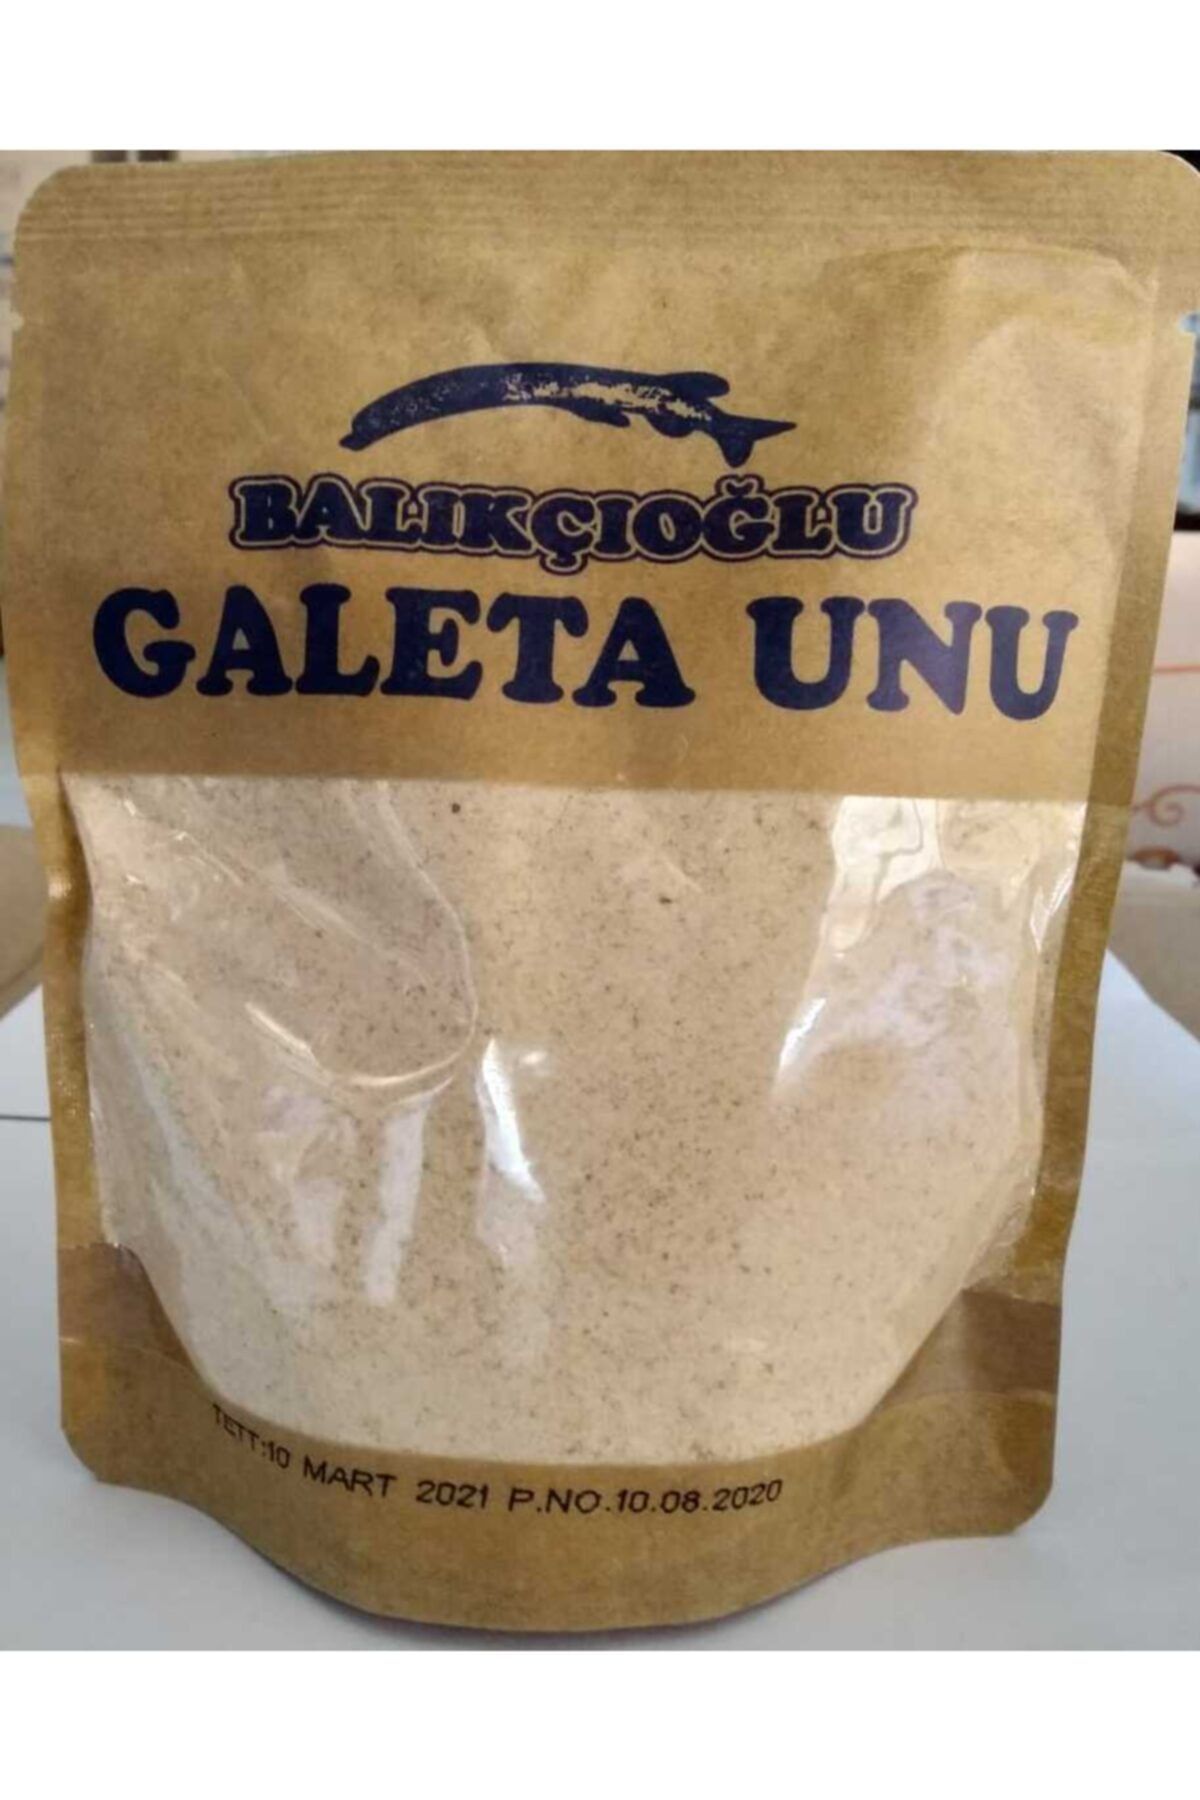 BALIKÇIOĞLU
GALETA UNU
TETT:10 MART 2021 P.NO.10.08.2020